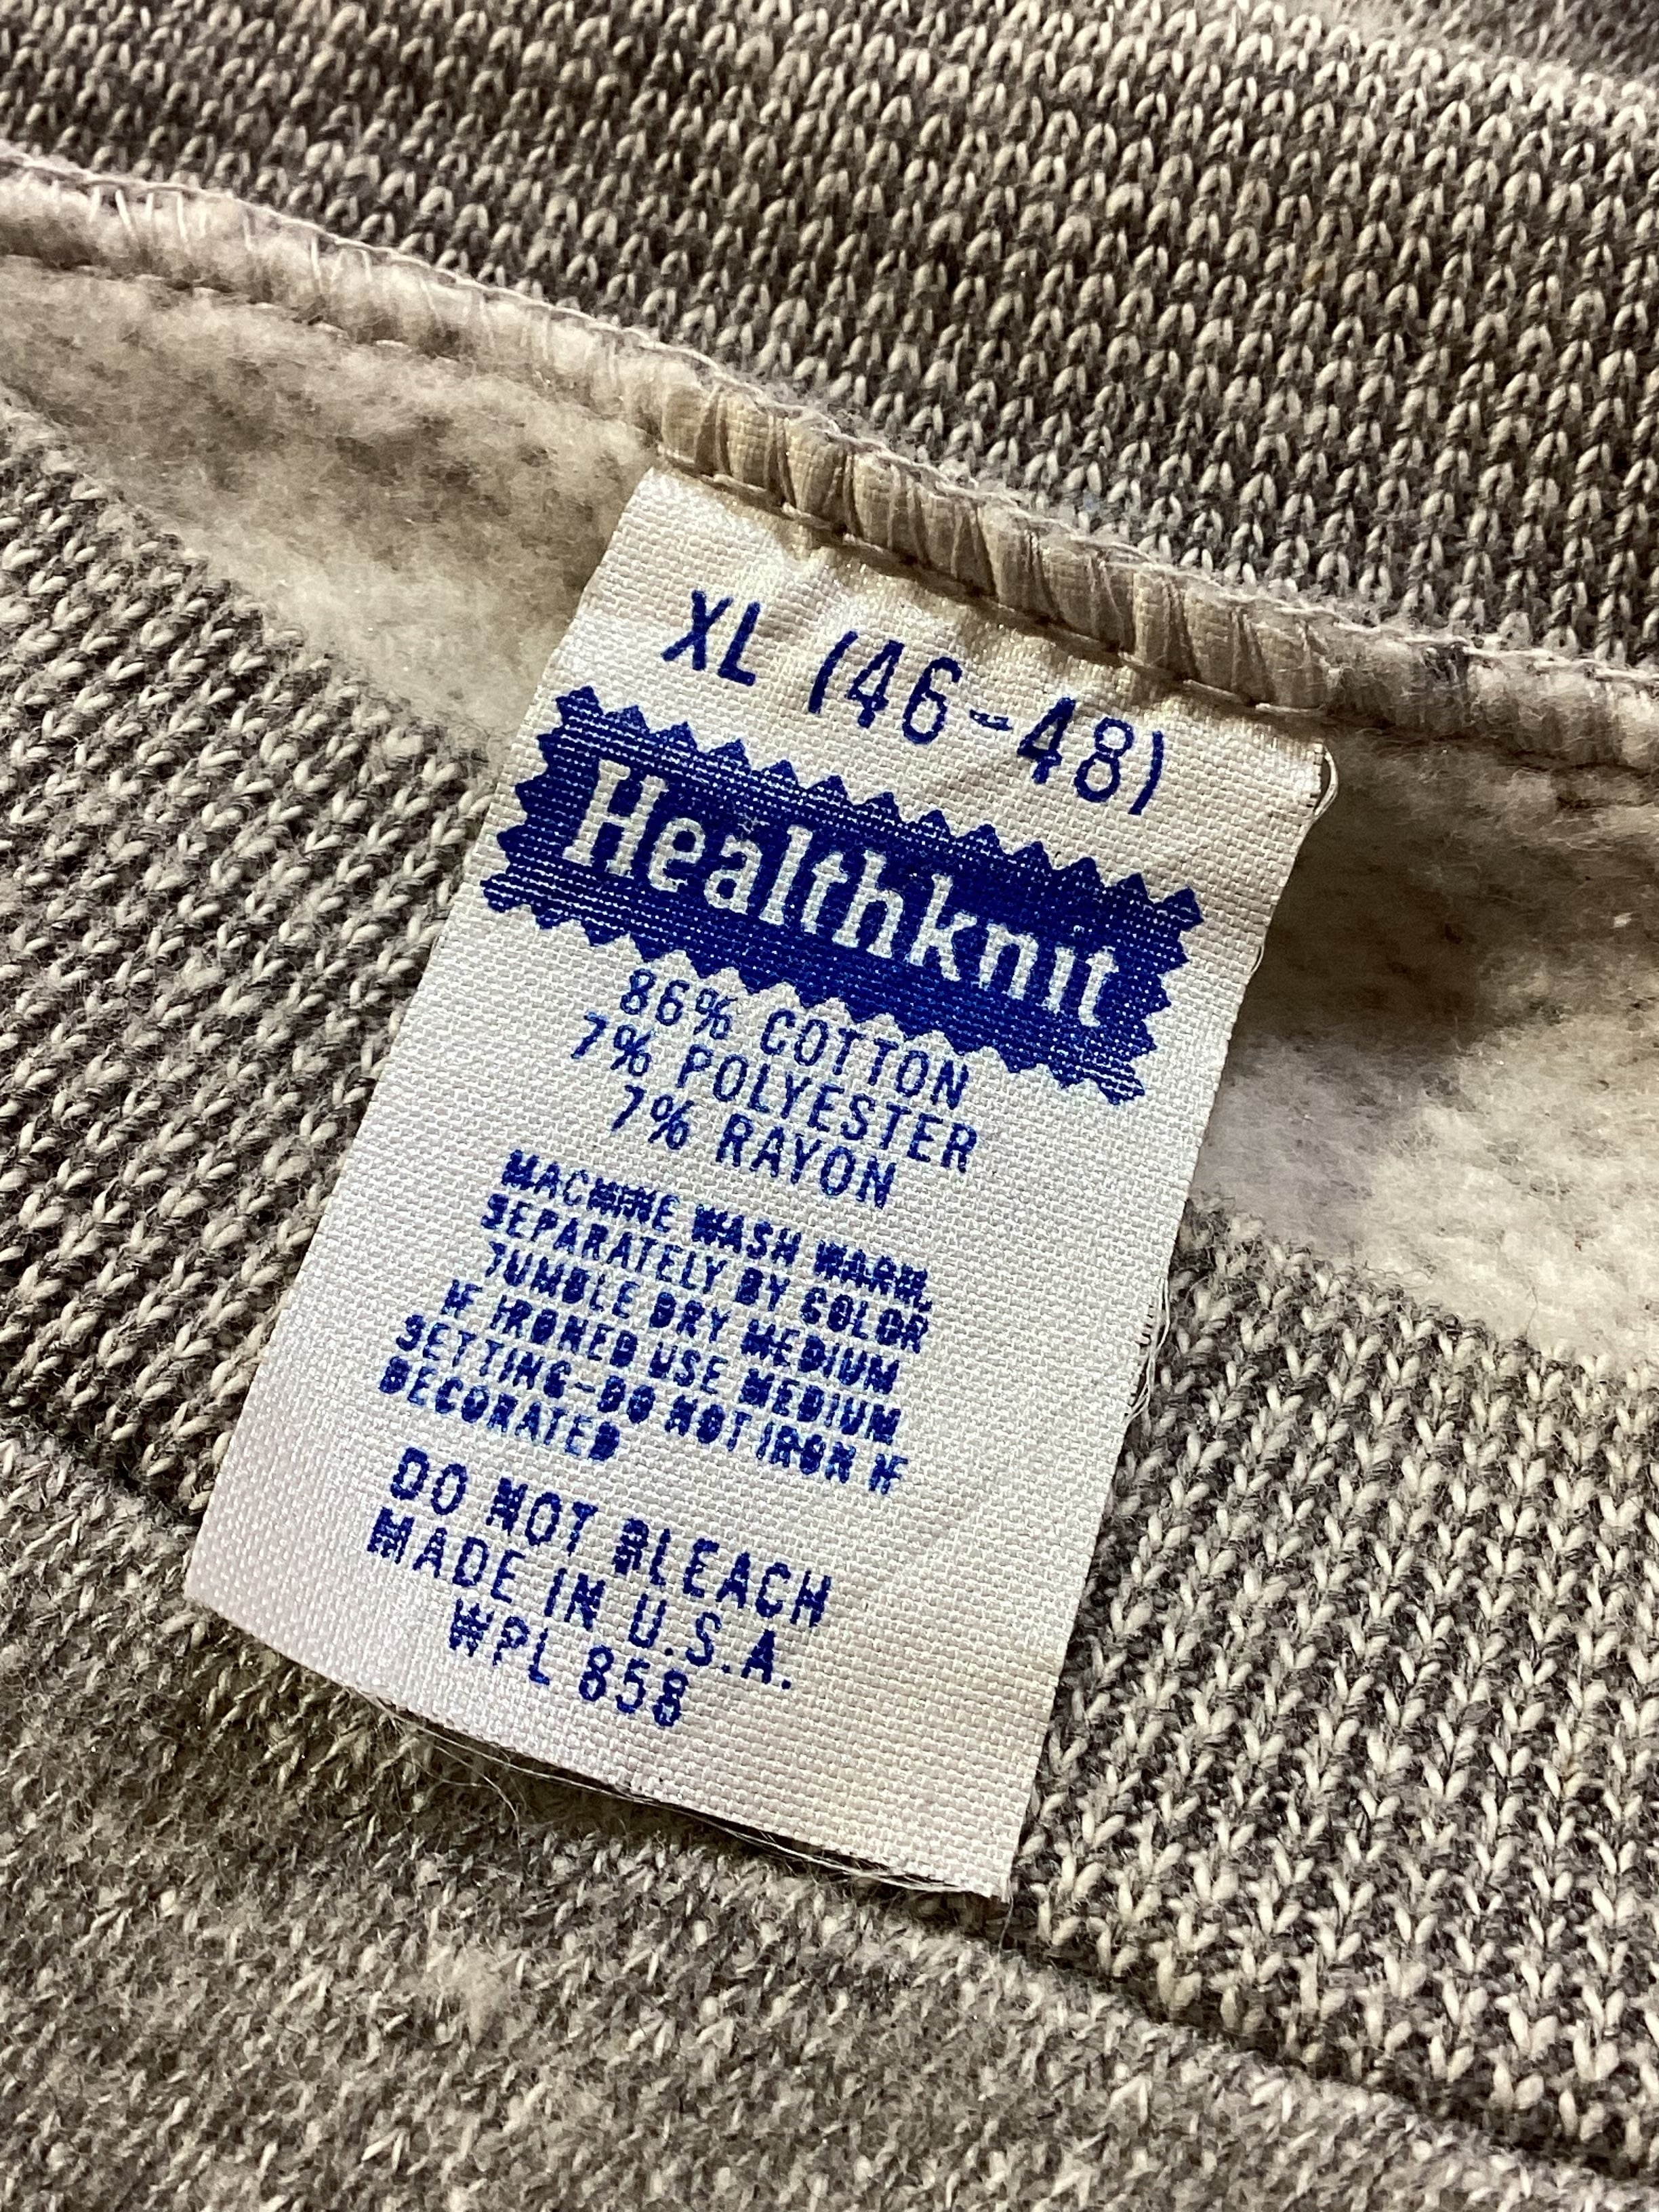 XL (46-48)
Healthknit
86% COTTON
7% POLYESTER
7% RAYON
MACHINE WASH WARM,
SEPARATELY BY COLOR
TUMBLE DRY MEDIUM
IF IRONED USE MEDIUM
SETTING-DO NOT IRON IF
DECORATED
DO NOT BLEACH
MADE IN U.S.A.
WPL 858